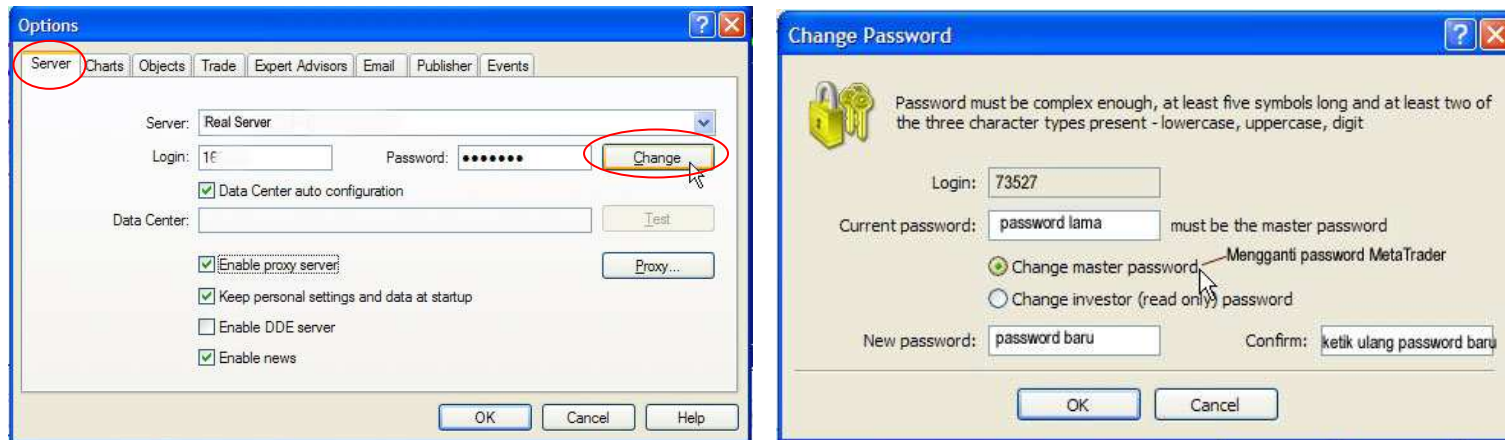 Options
Server Charts Objects Trade Expert Advisors Email Publisher Events
Server: Real Server
Login: 16 Password: ●●●●●●● Change
Data Center auto configuration
Data Center: Test
Enable proxy server Proxy...
Keep personal settings and data at startup
Enable DDE server
Enable news
OK Cancel Help
Change Password
Password must be complex enough, at least five symbols long and at least two of
the three character types present - lowercase, uppercase, digit
Login: 73527
Current password: password lama must be the master password
Change master password Mengganti password MetaTrader
Change investor (read only) password
New password: password baru Confirm: ketik ulang password baru
OK Cancel